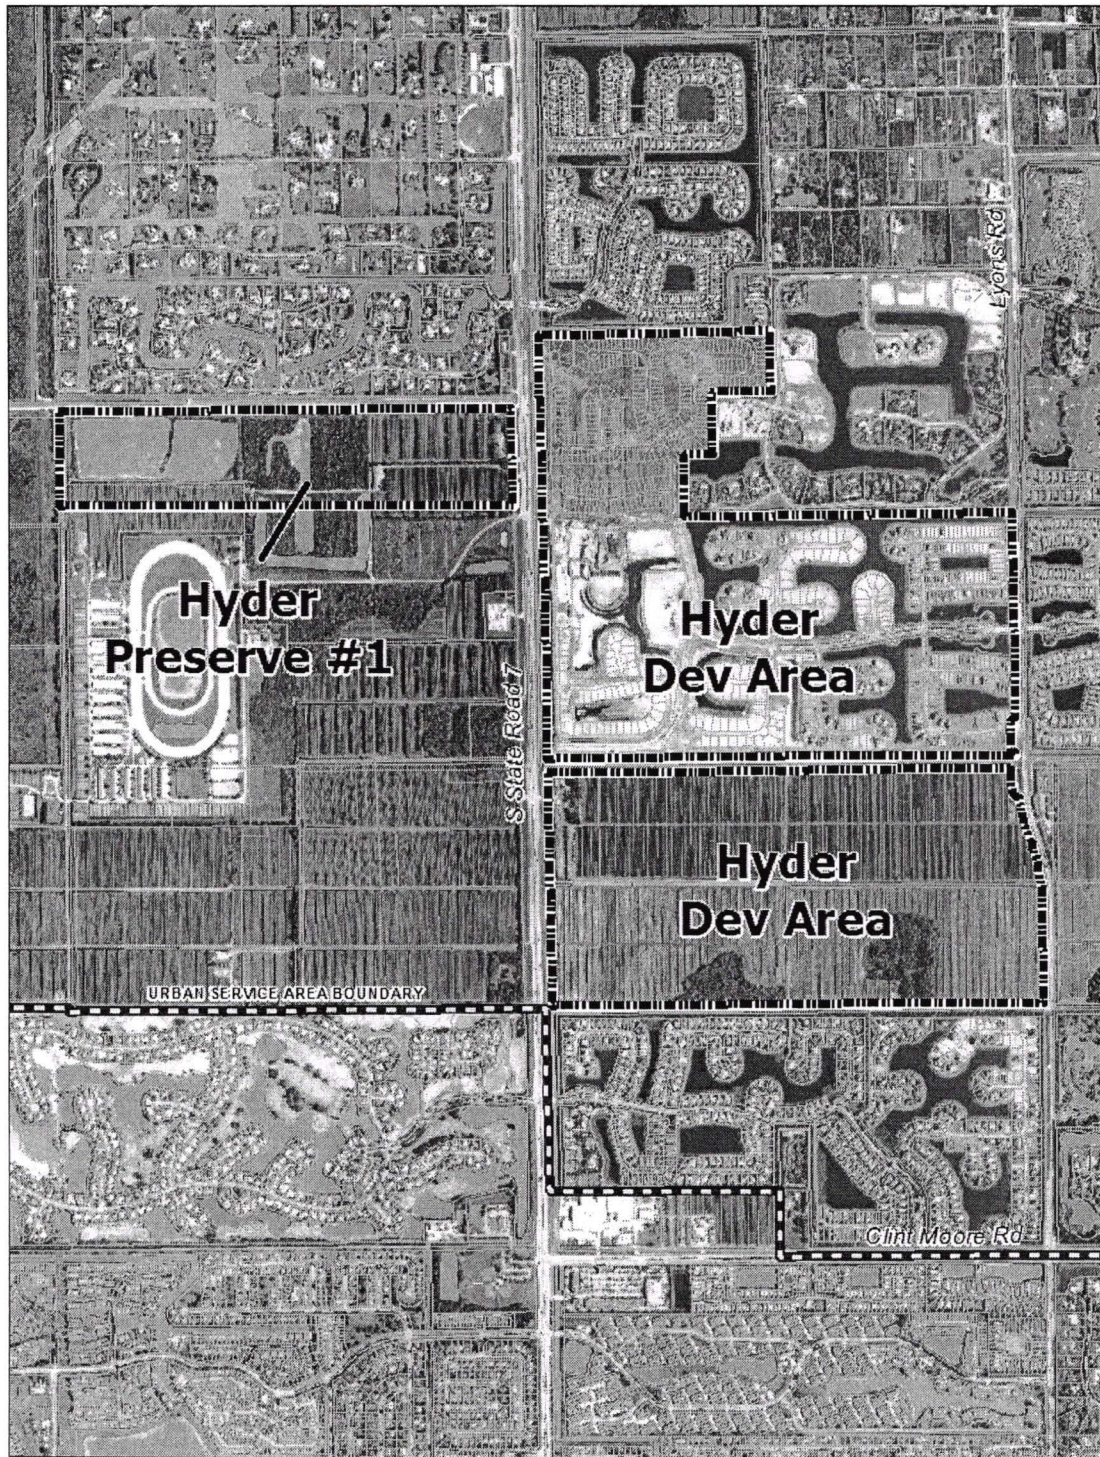 Lyons Rd
Hyder
Preserve #1
Hyder
Dev Area
S State Road 7
Hyder
Dev Area
URBAN SERVICE AREA BOUNDARY
Clint Moore Rd